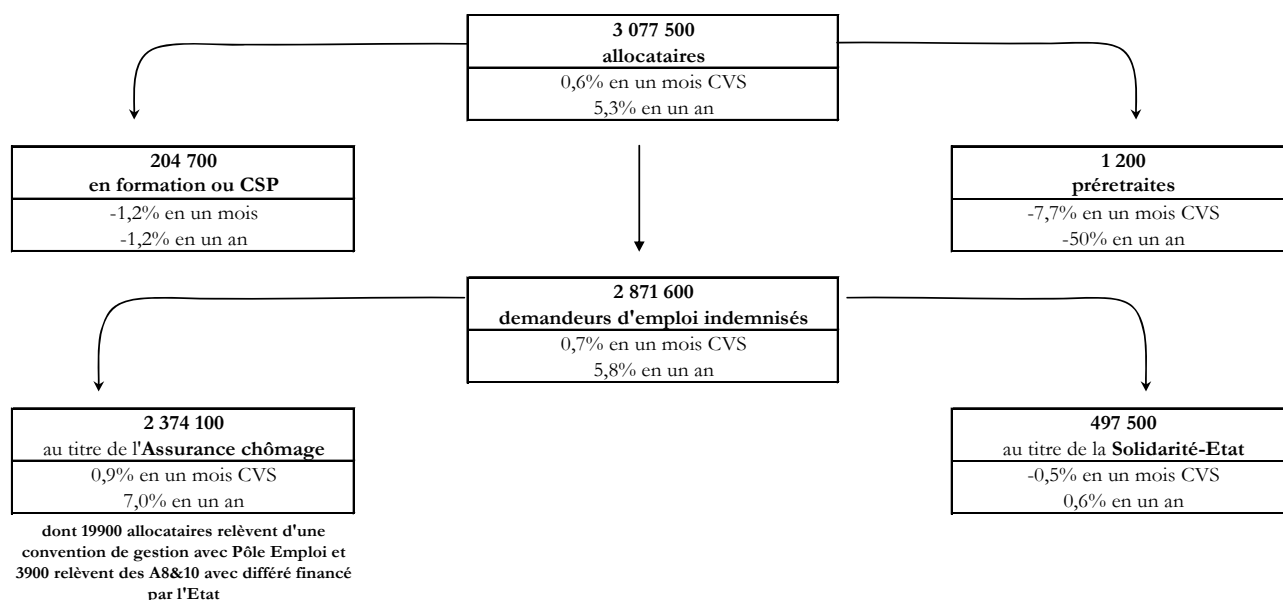 3 077 500
allocataires
0,6% en un mois CVS
5,3% en un an
204 700
en formation ou CSP
-1,2% en un mois
-1,2% en un an
1 200
préretraites
-7,7% en un mois CVS
-50% en un an
2 871 600
demandeurs d'emploi indemnisés
0,7% en un mois CVS
5,8% en un an
2 374 100
au titre de l'Assurance chômage
0,9% en un mois CVS
7,0% en un an
497 500
au titre de la Solidarité-Etat
-0,5% en un mois CVS
0,6% en un an
dont 19900 allocataires relèvent d'une
convention de gestion avec Pôle Emploi et
3900 relèvent des A8&10 avec différé financé
par l'Etat